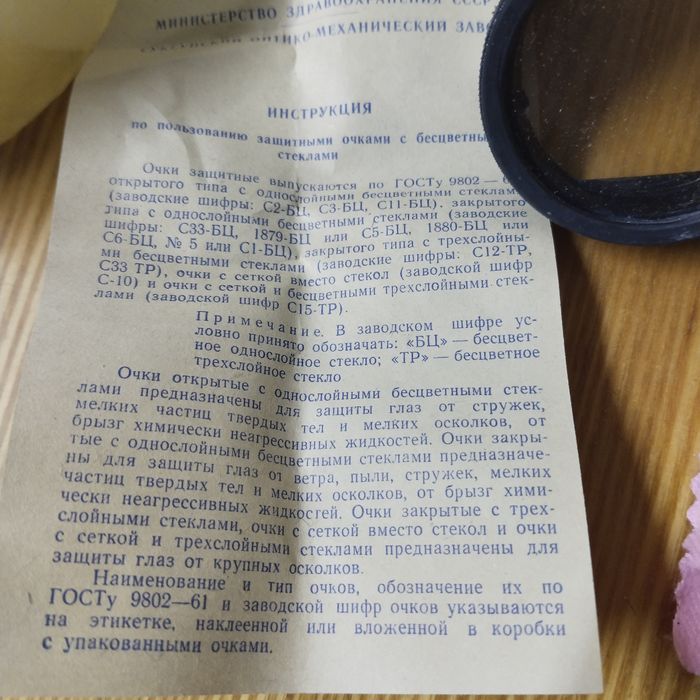 МИНИСТЕРСТВО ЗДРАВООХРАНЕНИЯ СССР
ОПТИКО-МЕХАНИЧЕСКИЙ ЗАВОД
ИНСТРУКЦИЯ
по пользованию защитными очками с бесцветны
стеклами
Очки защитные выпускаются по ГОСТу 9802—
открытого типа с однослойными бесцветными стеклам
(заводские шифры: С2-БЦ, С3-БЦ, С11-БЦ), закрытого
типа с однослойными бесцветными стеклами (заводские
шифры: С33-БЦ, 1879-БЦ или С5-БЦ, 1880-БЦ или
С6-БЦ, № 5 или С1-БЦ), закрытого типа с трехслойны-
ми бесцветными стеклами (заводские шифры: С12-ТР,
С33 ТР), очки с сеткой вместо стекол (заводской шифр
С-10) и очки с сеткой и бесцветными трехслойными стек-
лами (заводской шифр С15-ТР).
Примечание. В заводском шифре ус-
ловно принято обозначать: «БЦ» — бесцвет-
ное однослойное стекло; «ТР» — бесцветное
трехслойное стекло
Очки открытые с однослойными бесцветными стек-
лами предназначены для защиты глаз от стружек,
мелких частиц твердых тел и мелких осколков, от
брызг химически неагрессивных жидкостей. Очки закры-
тые с однослойными бесцветными стеклами предназначе-
ны для защиты глаз от ветра, пыли, стружек, мелких
частиц твердых тел и мелких осколков, от брызг хими-
чески неагрессивных жидкостей. Очки закрытые с трех-
слойными стеклами, очки с сеткой вместо стекол и очки
с сеткой и трехслойными стеклами предназначены для
защиты глаз от крупных осколков.
Наименование и тип очков, обозначение их по
ГОСТу 9802—61 и заводской шифр очков указываются
на этикетке, наклеенной или вложенной в коробки
с упакованными очками.